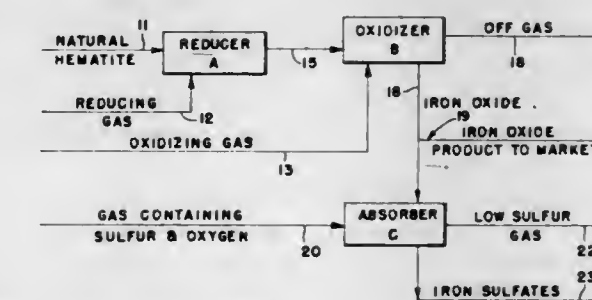 11
NATURAL
HEMATITE
REDUCER
A
15
OXIDIZER
B
OFF GAS
18
REDUCING
GAS
12
18
IRON OXIDE
19
IRON OXIDE
PRODUCT TO MARKET
OXIDIZING GAS
13
GAS CONTAINING
SULFUR & OXYGEN
20
ABSORBER
C
LOW SULFUR
GAS
22
23
IRON SULFATES